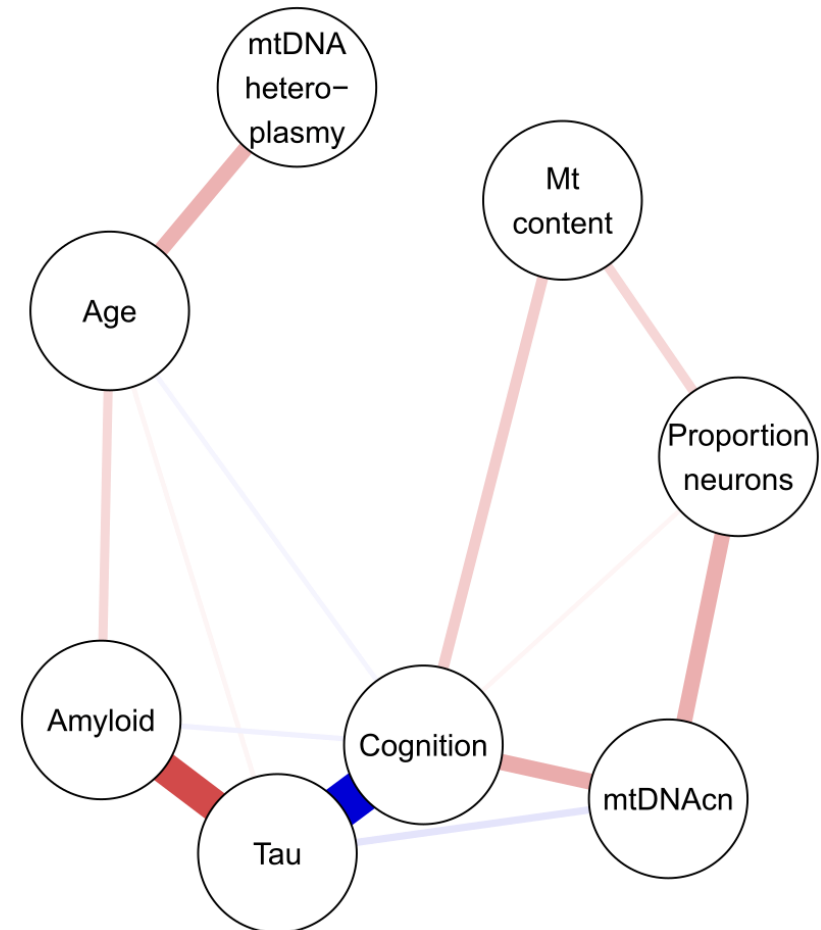 mtDNA
hetero−
plasmy
Mt
content
Age
Proportion
neurons
Amyloid
Cognition
mtDNAcn
Tau